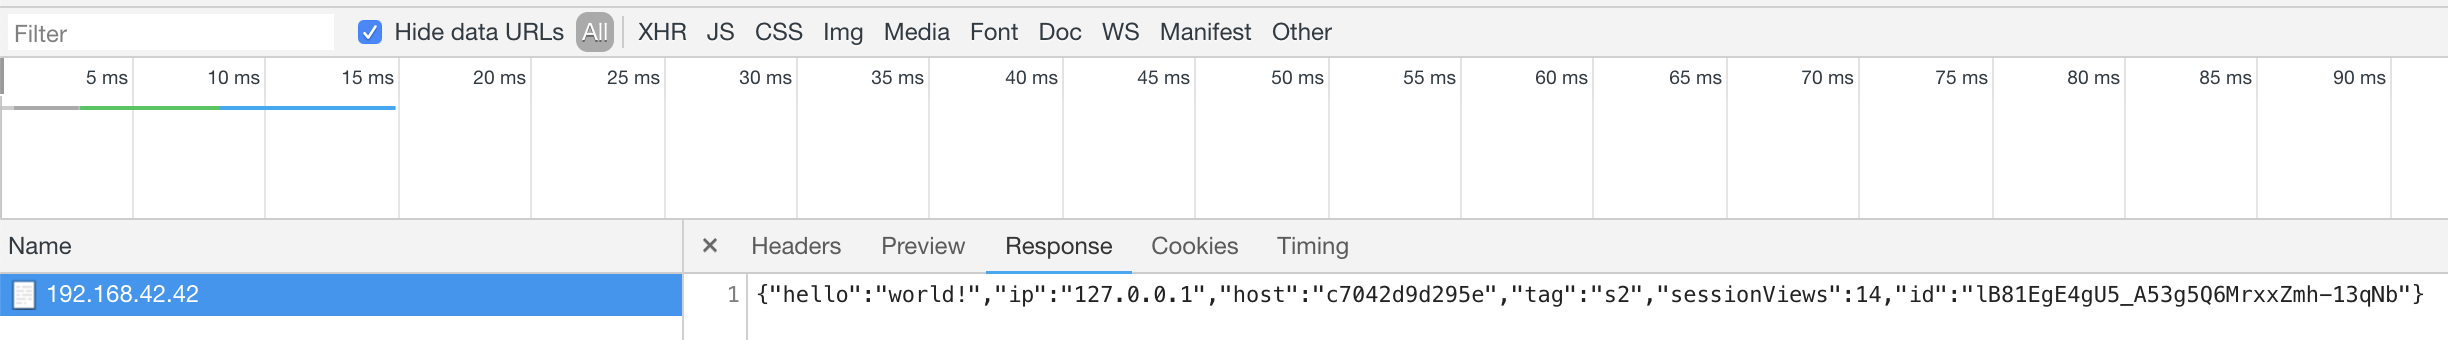 Filter Hide data URLs All XHR JS CSS Img Media Font Doc WS Manifest Other
5 ms 10 ms 15 ms 20 ms 25 ms 30 ms 35 ms 40 ms 45 ms 50 ms 55 ms 60 ms 65 ms 70 ms 75 ms 80 ms 85 ms 90 ms
Name × Headers Preview Response Cookies Timing
192.168.42.42 1 {"hello":"world!","ip":"127.0.0.1","host":"c7042d9d295e","tag":"s2","sessionViews":14,"id":"lB81EgE4gU5_A53g5Q6MrxxZmh-13qNb"}